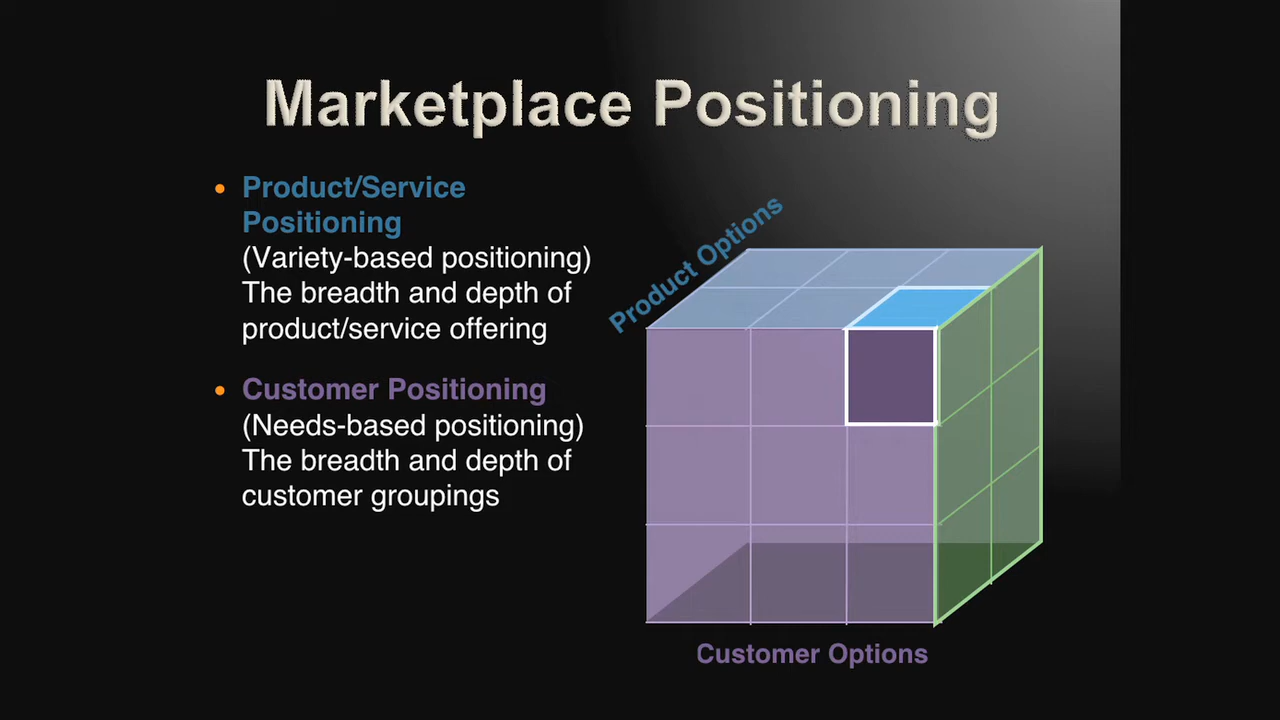 Marketplace Positioning
• Product/Service
Positioning
(Variety-based positioning)
The breadth and depth of
product/service offering
• Customer Positioning
(Needs-based positioning)
The breadth and depth of
customer groupings
Product Options
Customer Options